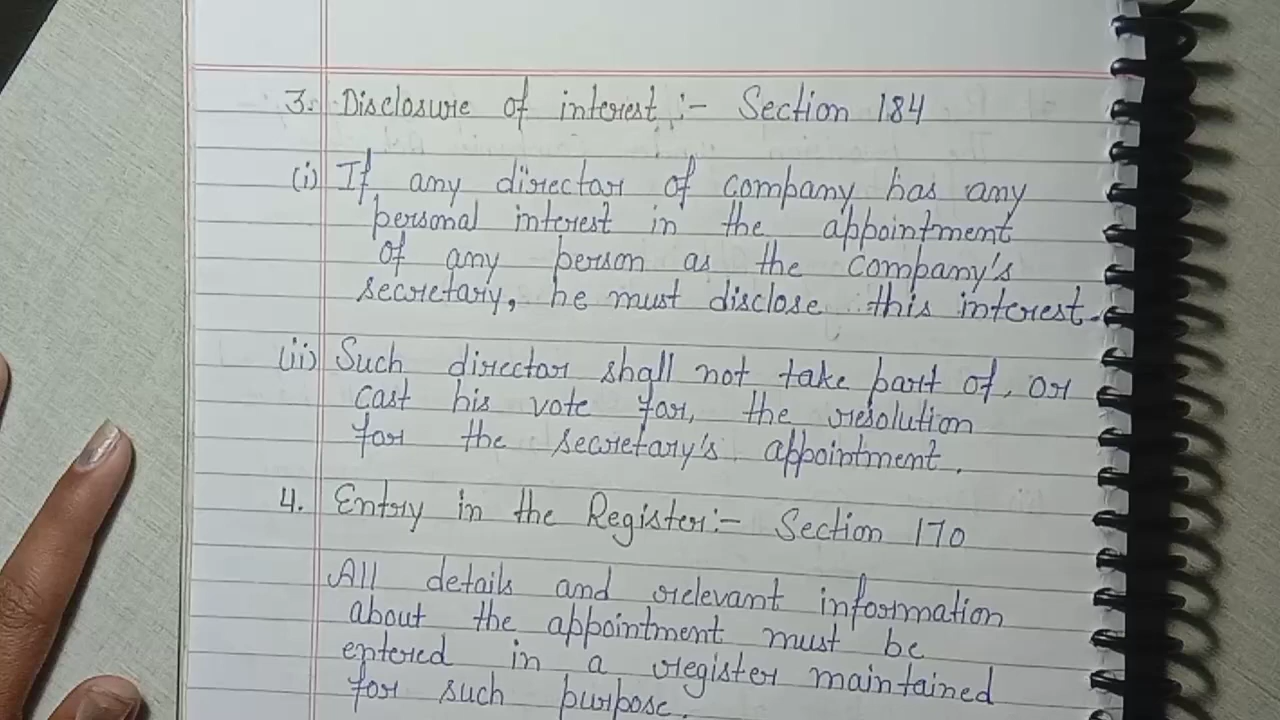 3. Disclosure of interest :- Section 184
(i) If any director of company has any
personal interest in the appointment
of any person as the company's
secretary, he must disclose this interest.
(ii) Such director shall not take part of, or
cast his vote for, the resolution
for the secretary's appointment.
4. Entry in the Register:- Section 170
All details and relevant information
about the appointment must be
entered in a register maintained
for such purpose.